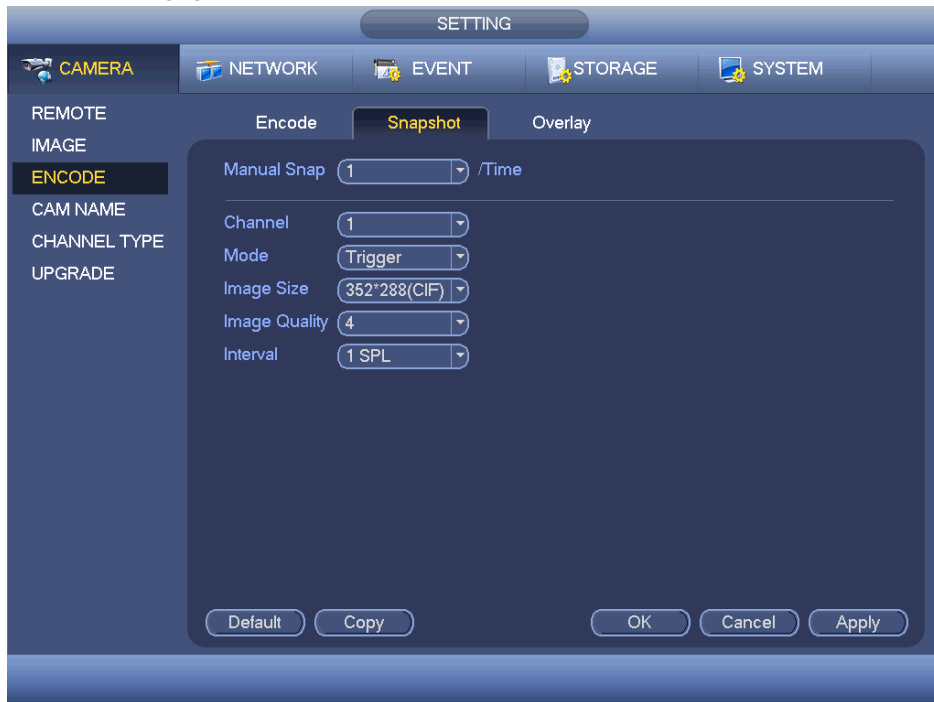 SETTING
CAMERA NETWORK EVENT STORAGE SYSTEM
REMOTE
IMAGE
ENCODE
CAM NAME
CHANNEL TYPE
UPGRADE
Encode Snapshot Overlay
Manual Snap 1 /Time
Channel 1
Mode Trigger
Image Size 352*288(CIF)
Image Quality 4
Interval 1 SPL
Default Copy OK Cancel Apply